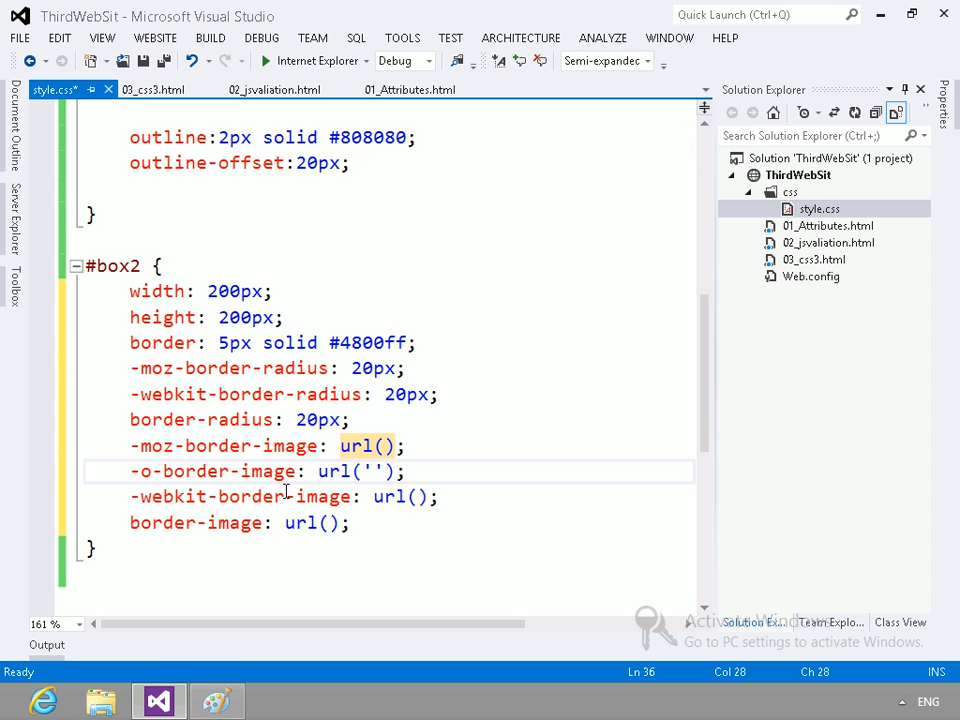 ThirdWebSit - Microsoft Visual Studio
Quick Launch (Ctrl+Q)
FILE EDIT VIEW WEBSITE BUILD DEBUG TEAM SQL TOOLS TEST ARCHITECTURE ANALYZE WINDOW HELP
Internet Explorer Debug Semi-expandec
style.css* 03_css3.html 02_jsvaliation.html 01_Attributes.html
Solution Explorer
Search Solution Explorer (Ctrl+;)
Solution 'ThirdWebSit' (1 project)
ThirdWebSit
css
style.css
01_Attributes.html
02_jsvaliation.html
03_css3.html
Web.config
Properties
Document Outline
Server Explorer
Toolbox
outline:2px solid #808080;
outline-offset:20px;
}
#box2 {
width: 200px;
height: 200px;
border: 5px solid #4800ff;
-moz-border-radius: 20px;
-webkit-border-radius: 20px;
border-radius: 20px;
-moz-border-image: url();
-o-border-image: url('');
-webkit-border-image: url();
border-image: url();
}
161 %
Solution Ex... Team Explo... Class View
Activate Windows
Go to PC settings to activate Windows.
Output
Ready Ln 36 Col 28 Ch 28 INS
ENG